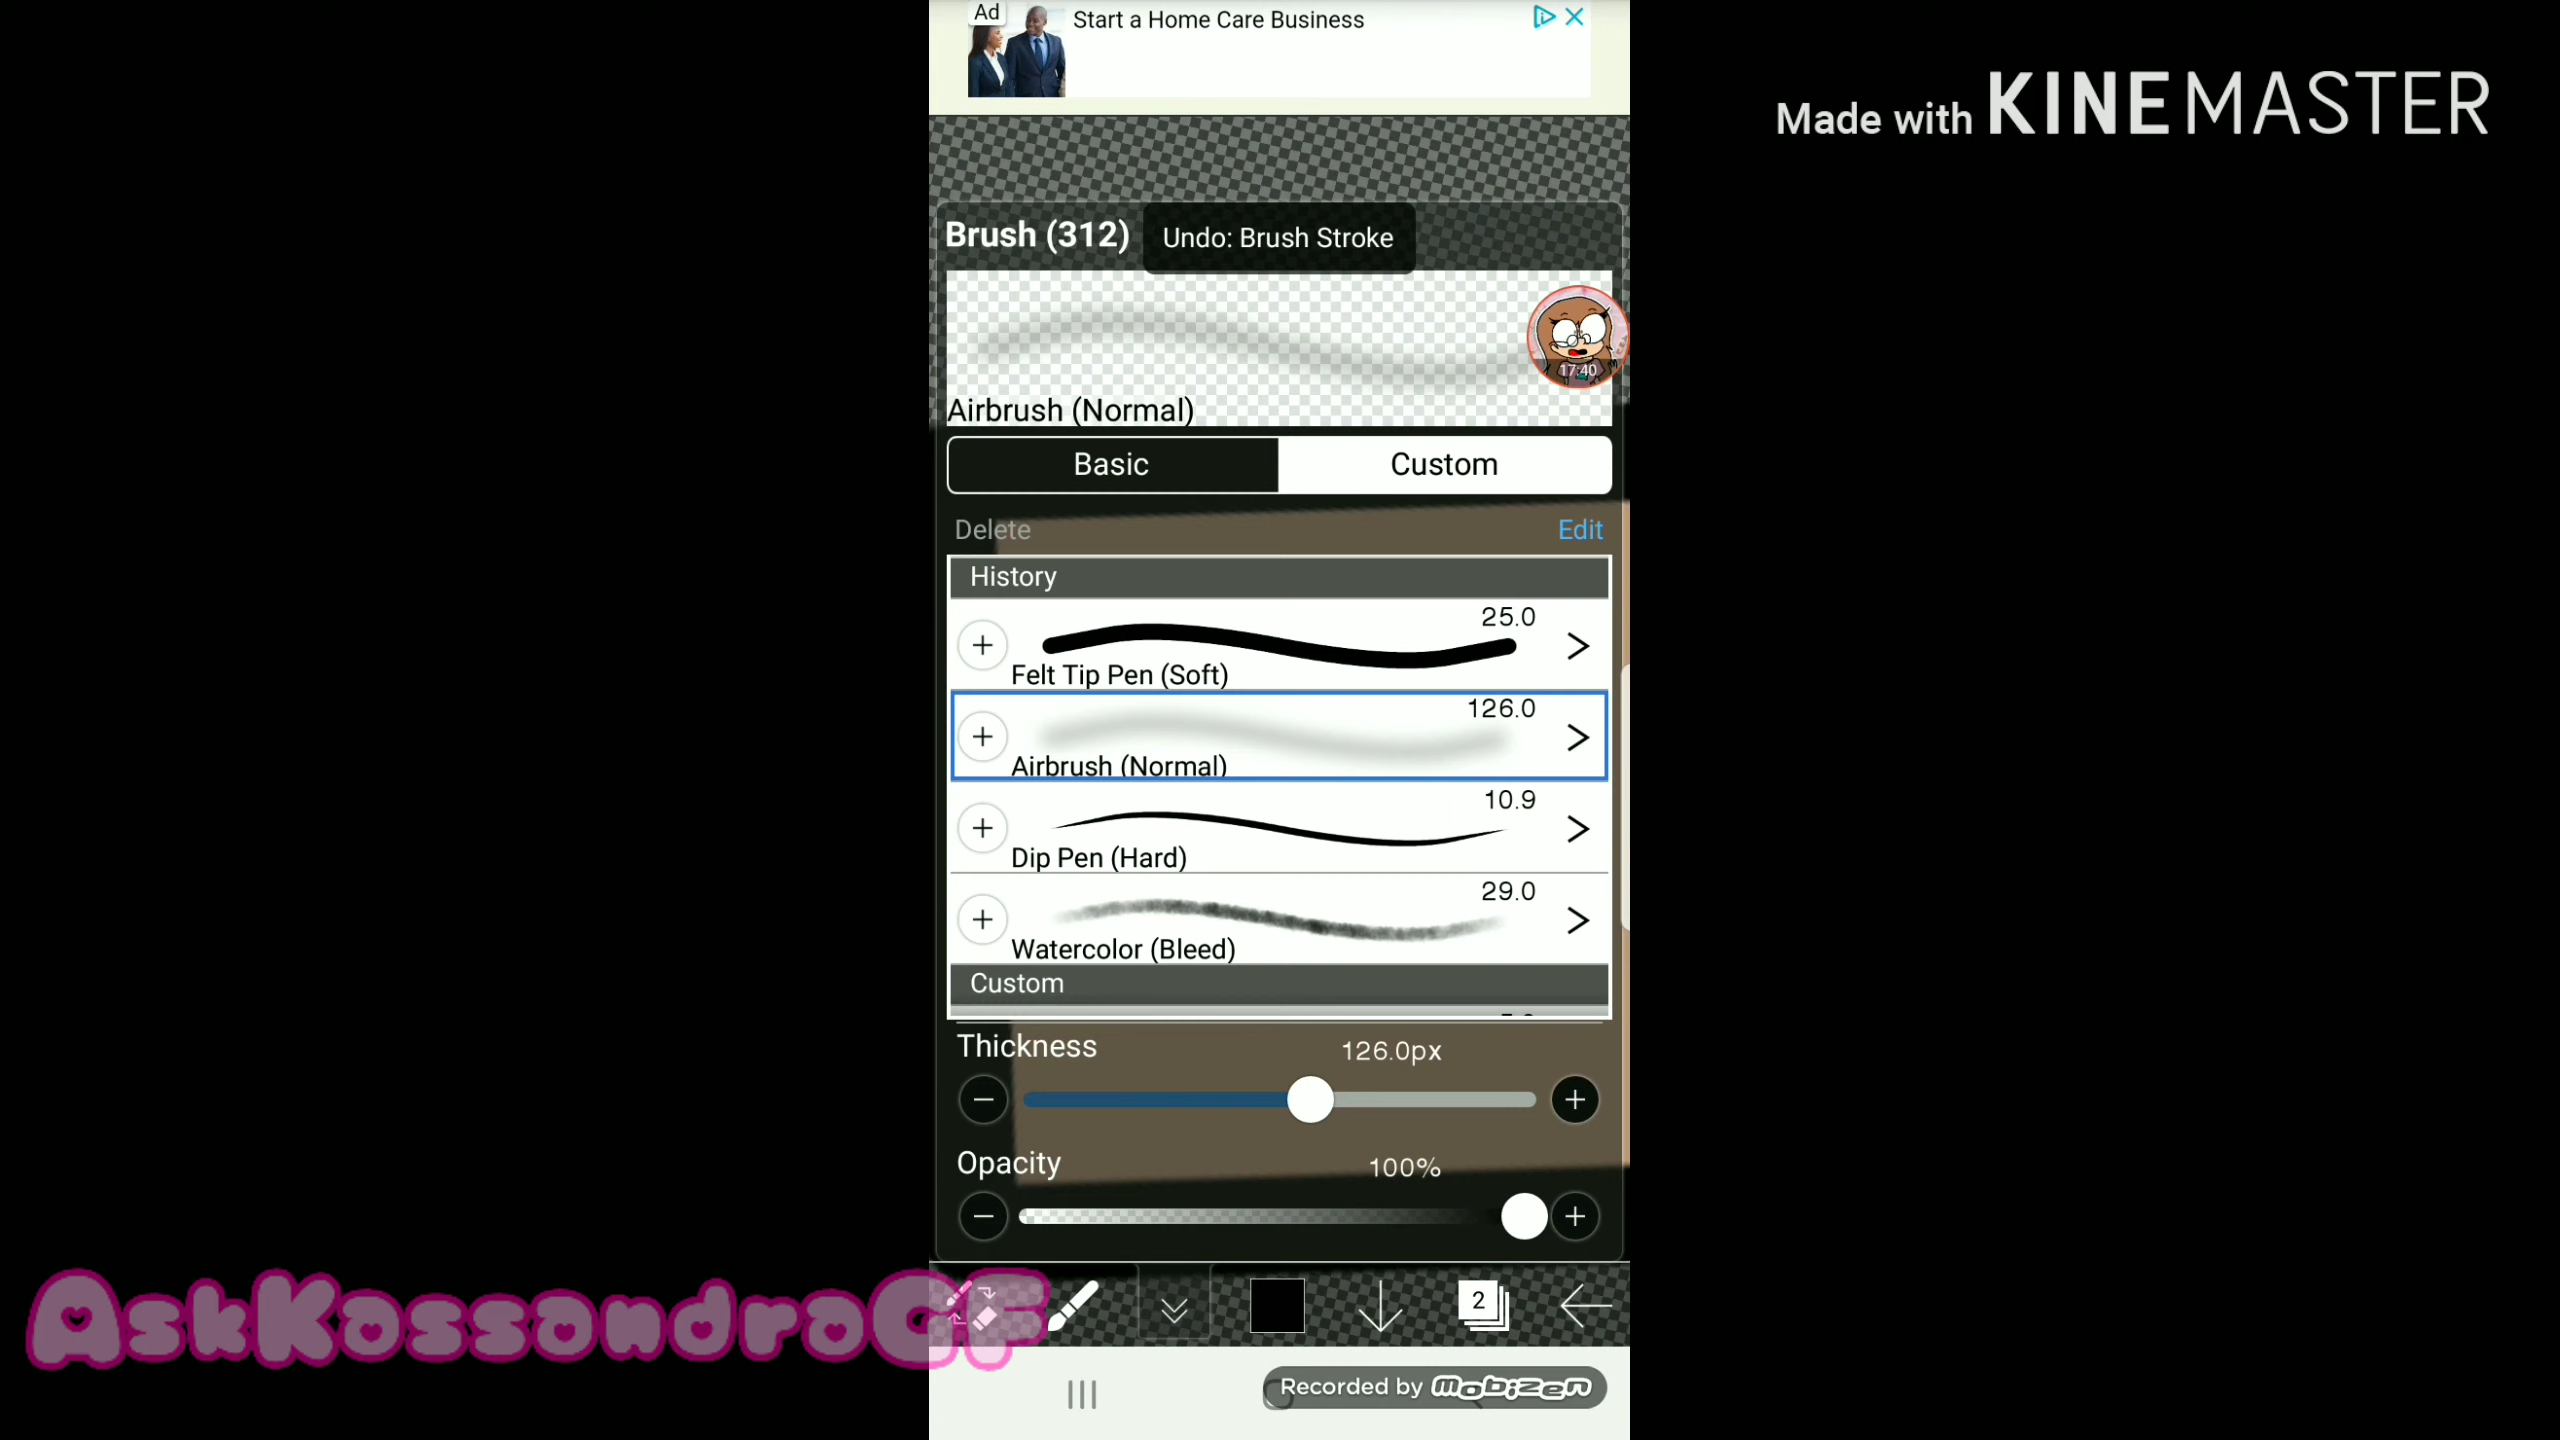 Ad
Start a Home Care Business
Made with KINEMASTER
Brush (312)
Undo: Brush Stroke
17:40
Airbrush (Normal)
Basic
Custom
Delete
Edit
History
25.0
Felt Tip Pen (Soft)
126.0
Airbrush (Normal)
10.9
Dip Pen (Hard)
29.0
Watercolor (Bleed)
Custom
Thickness
126.0px
Opacity
100%
2
AskKassandraCF
Recorded by mobizen